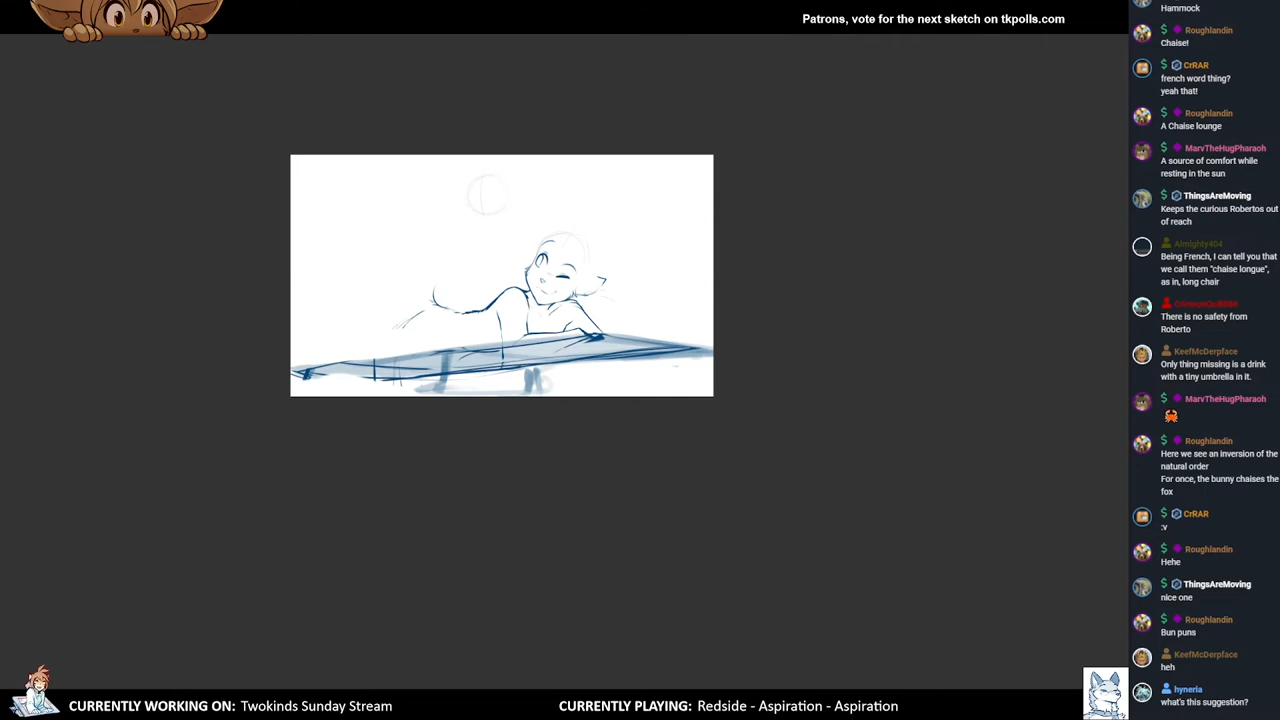 Patrons, vote for the next sketch on tkpolls.com
Hammock
Roughlandin
Chaise!
CrRAR
french word thing?
yeah that!
Roughlandin
A Chaise lounge
MarvTheHugPharaoh
A source of comfort while
resting in the sun
ThingsAreMoving
Keeps the curious Robertos out
of reach
Almighty404
Being French, I can tell you that
we call them "chaise longue",
as in, long chair
There is no safety from
Roberto
KeefMcDerpface
Only thing missing is a drink
with a tiny umbrella in it.
MarvTheHugPharaoh
Roughlandin
Here we see an inversion of the
natural order
For once, the bunny chaises the
fox
CrRAR
:v
Roughlandin
Hehe
ThingsAreMoving
nice one
Roughlandin
Bun puns
KeefMcDerpface
heh
hyneria
what's this suggestion?
CURRENTLY WORKING ON: Twokinds Sunday Stream
CURRENTLY PLAYING: Redside - Aspiration - Aspiration